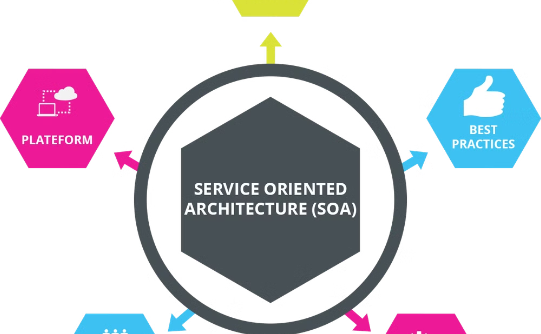 PLATEFORM
BEST
PRACTICES
SERVICE ORIENTED
ARCHITECTURE (SOA)